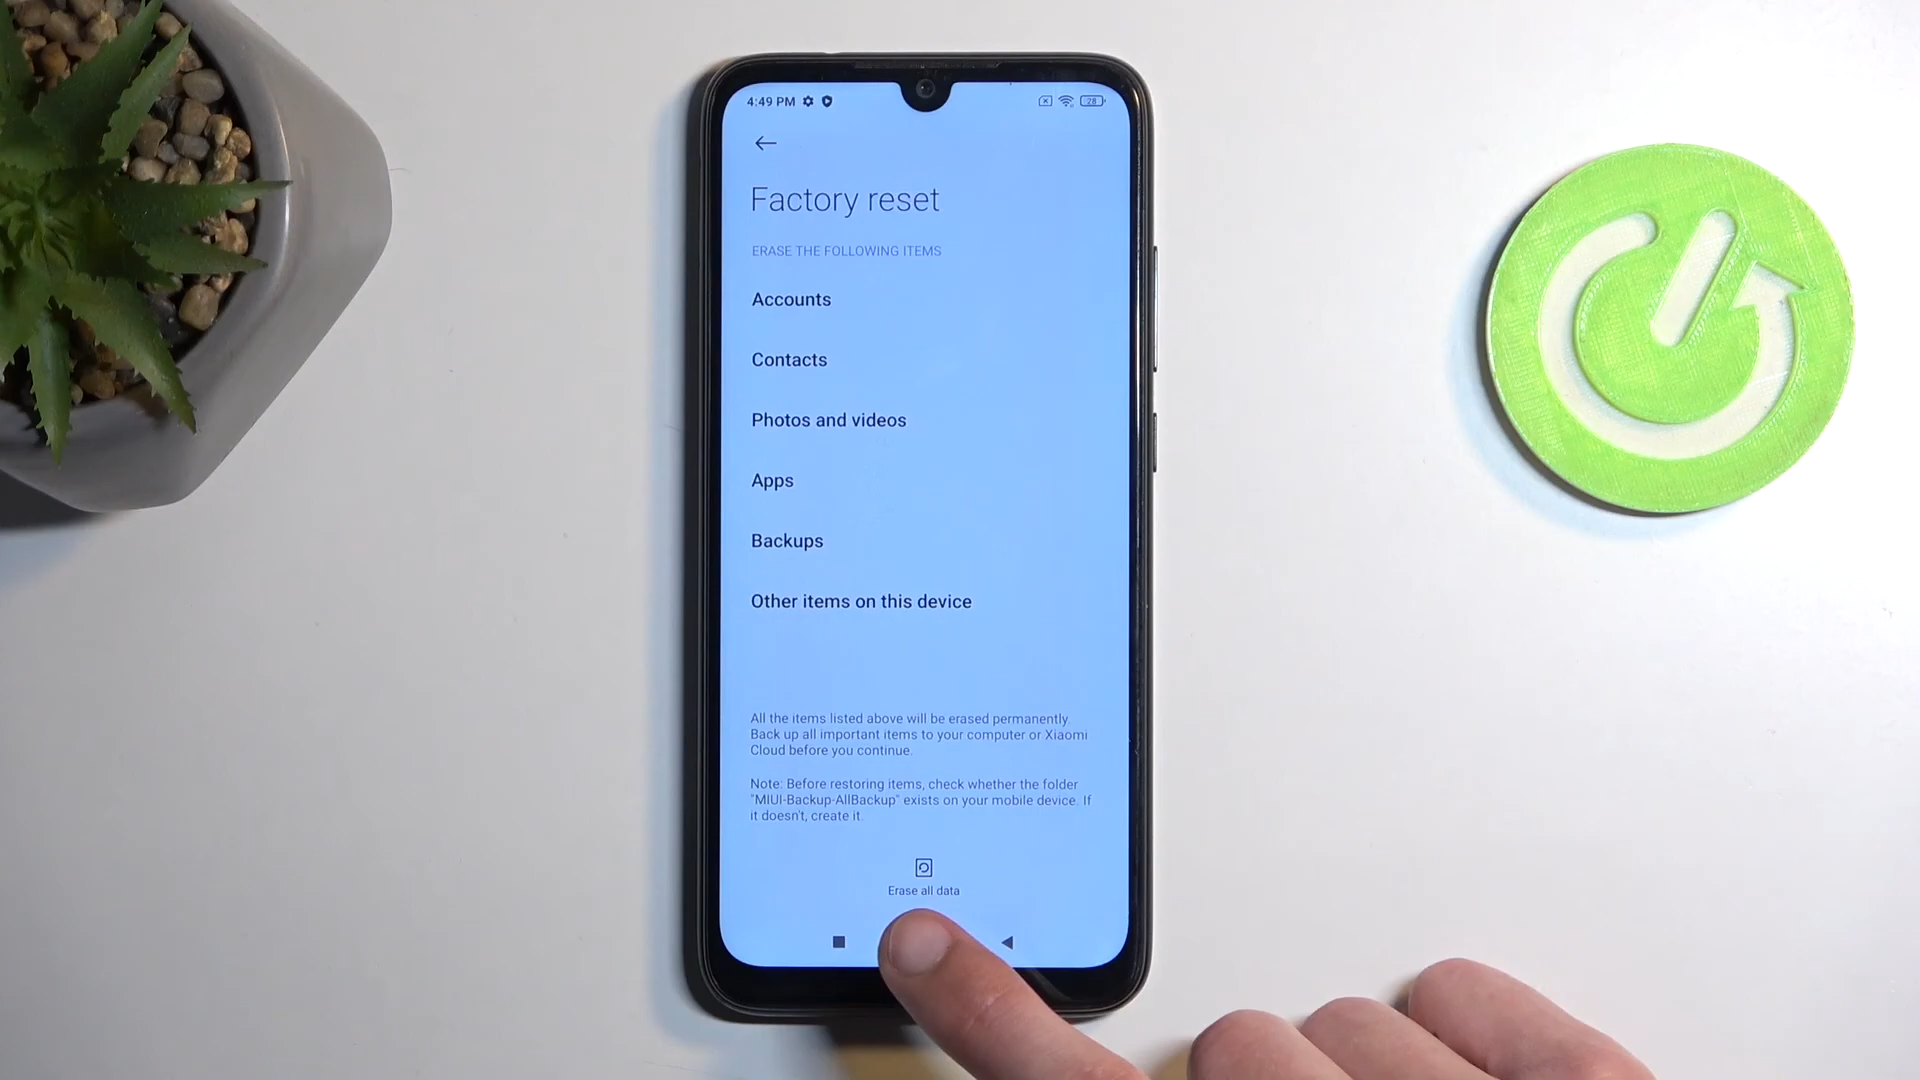 4:49 PM
28
Factory reset
ERASE THE FOLLOWING ITEMS
Accounts
Contacts
Photos and videos
Apps
Backups
Other items on this device
All the items listed above will be erased permanently.
Back up all important items to your computer or Xiaomi
Cloud before you continue.
Note: Before restoring items, check whether the folder
"MIUI-Backup-AllBackup" exists on your mobile device. If
it doesn't, create it.
Erase all data